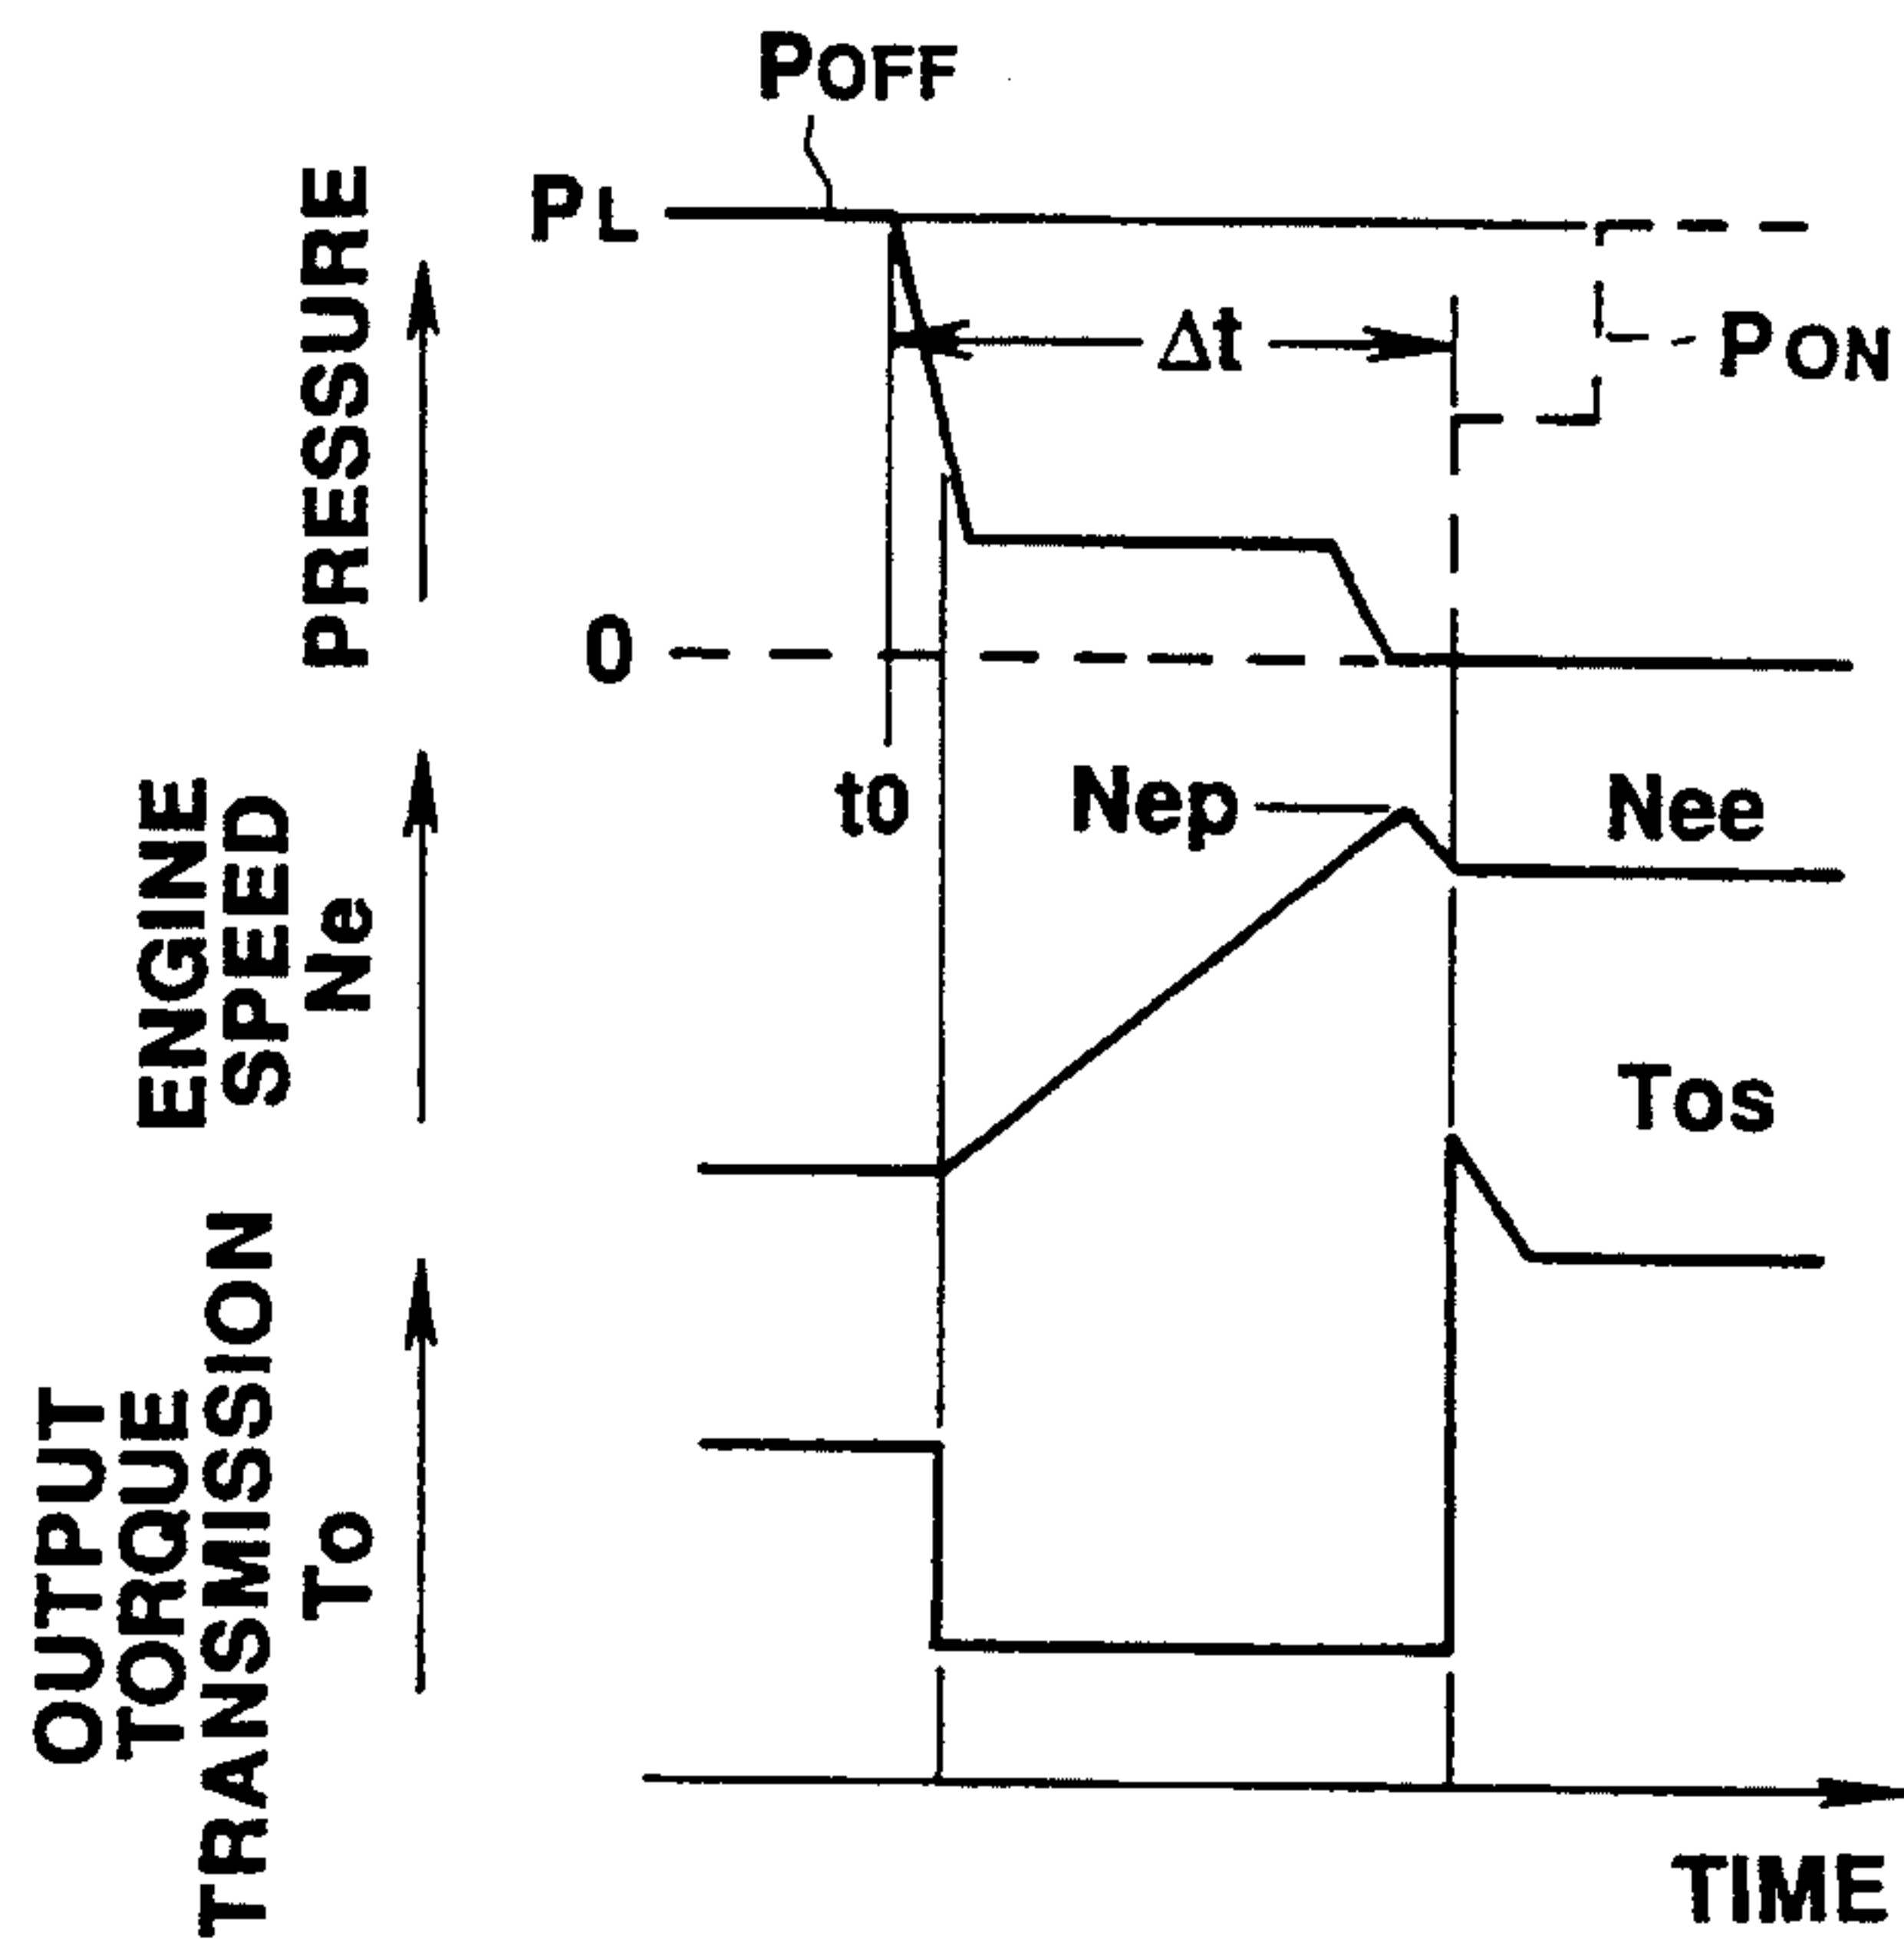 POFF
PL
PRESSURE
Δt
PON
0
t0
Nep
Nee
ENGINE
SPEED
Ne
Tos
OUTPUT
TORQUE
TRANSMISSION
To
TIME